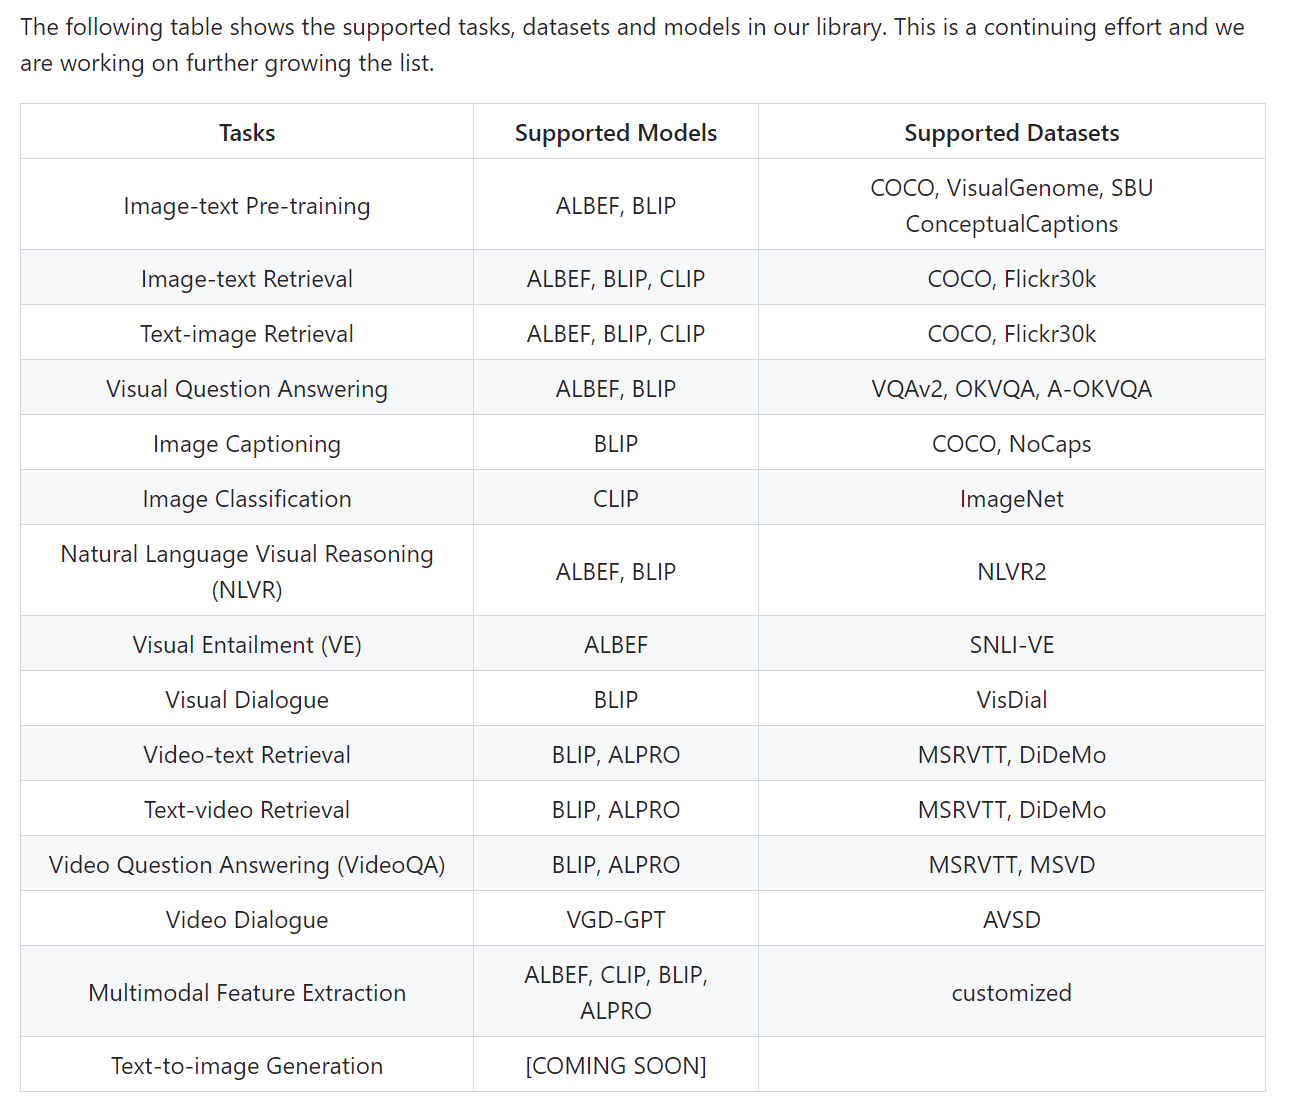 The following table shows the supported tasks, datasets and models in our library. This is a continuing effort and we
are working on further growing the list.
Tasks Supported Models Supported Datasets
Image-text Pre-training ALBEF, BLIP COCO, VisualGenome, SBU
ConceptualCaptions
Image-text Retrieval ALBEF, BLIP, CLIP COCO, Flickr30k
Text-image Retrieval ALBEF, BLIP, CLIP COCO, Flickr30k
Visual Question Answering ALBEF, BLIP VQAv2, OKVQA, A-OKVQA
Image Captioning BLIP COCO, NoCaps
Image Classification CLIP ImageNet
Natural Language Visual Reasoning
(NLVR) ALBEF, BLIP NLVR2
Visual Entailment (VE) ALBEF SNLI-VE
Visual Dialogue BLIP VisDial
Video-text Retrieval BLIP, ALPRO MSRVTT, DiDeMo
Text-video Retrieval BLIP, ALPRO MSRVTT, DiDeMo
Video Question Answering (VideoQA) BLIP, ALPRO MSRVTT, MSVD
Video Dialogue VGD-GPT AVSD
Multimodal Feature Extraction ALBEF, CLIP, BLIP,
ALPRO customized
Text-to-image Generation [COMING SOON]